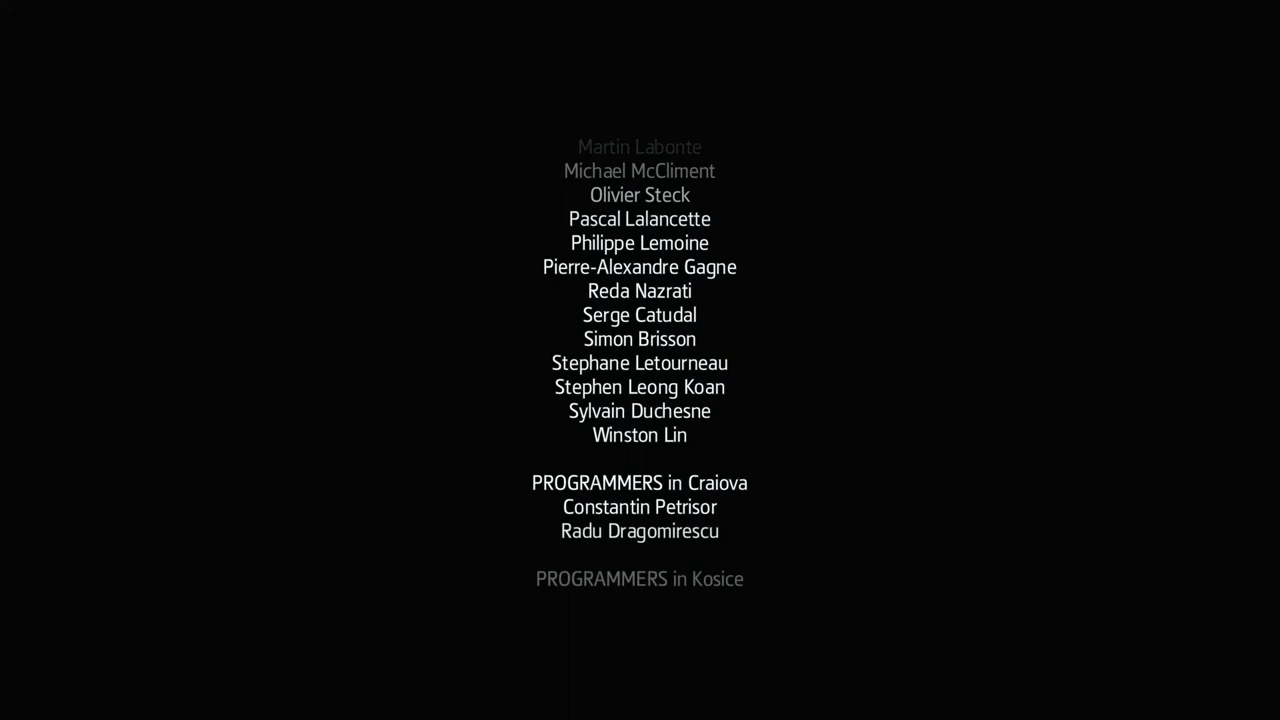 Martin Labonte
Michael McCliment
Olivier Steck
Pascal Lalancette
Philippe Lemoine
Pierre-Alexandre Gagne
Reda Nazrati
Serge Catudal
Simon Brisson
Stephane Letourneau
Stephen Leong Koan
Sylvain Duchesne
Winston Lin
PROGRAMMERS in Craiova
Constantin Petrisor
Radu Dragomirescu
PROGRAMMERS in Kosice